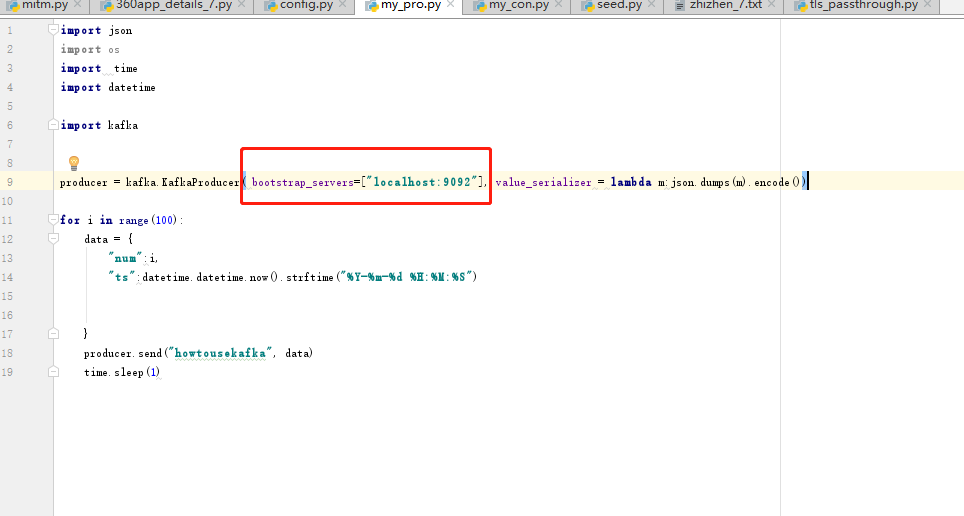 mitm.py 360app_details_7.py config.py my_pro.py my_con.py seed.py zhizhen_7.txt tls_passthrough.py
1 import json
2 import os
3 import time
4 import datetime
5
6 import kafka
7
8
9 producer = kafka.KafkaProducer( bootstrap_servers=["localhost:9092"], value_serializer = lambda m:json.dumps(m).encode())
10
11 for i in range(100):
12 data = {
13 "num":i,
14 "ts":datetime.datetime.now().strftime("%Y-%m-%d %H:%M:%S")
15
16
17 }
18 producer.send("howtousekafka", data)
19 time.sleep(1)